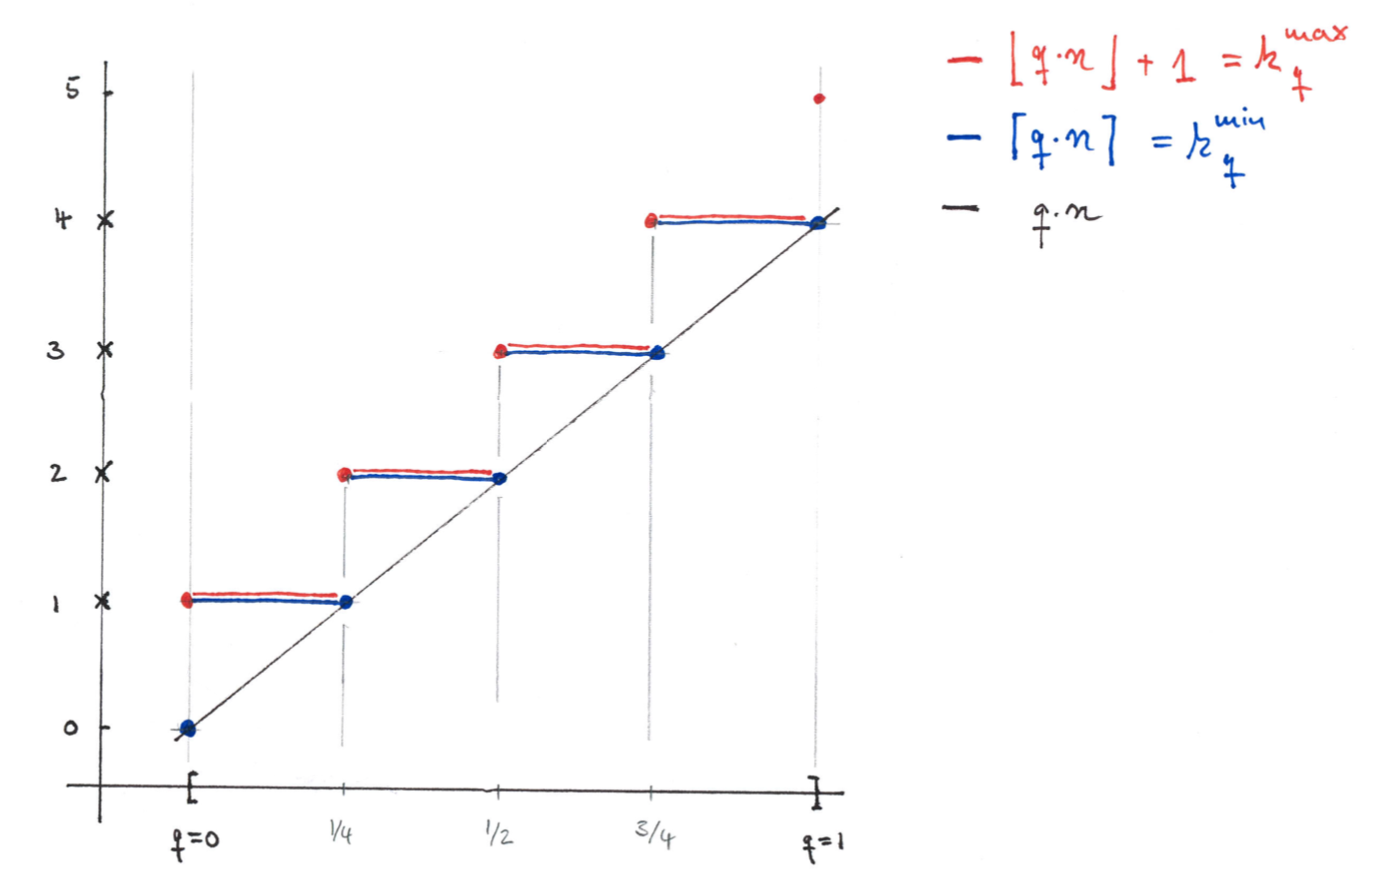 — ⌊q·n⌋ + 1 = k_q^max
— ⌈q·n⌉ = k_q^min
— q·n
5
4
3
2
1
0
q=0 1/4 1/2 3/4 q=1